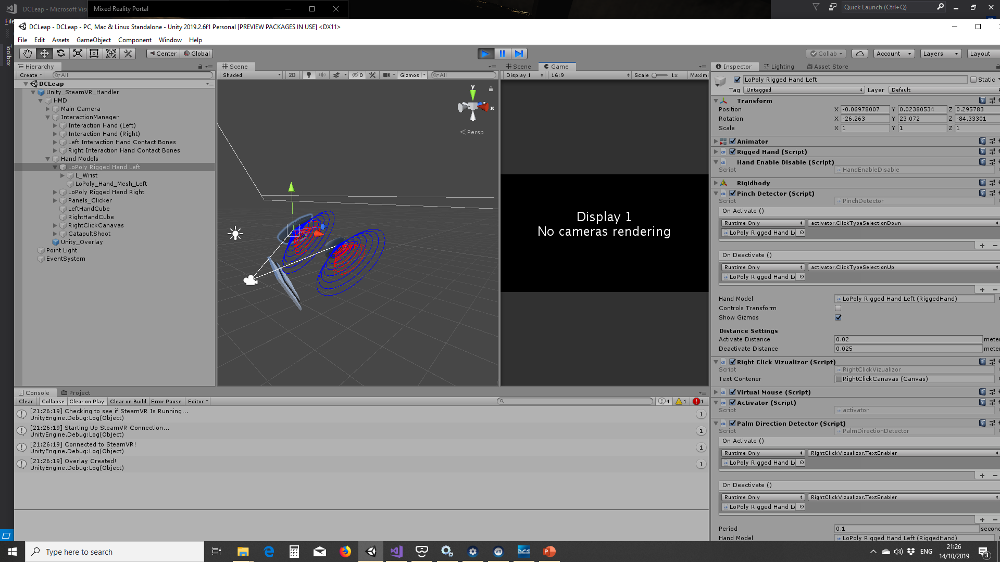 DCLeap - Microsoft Vis
Mixed Reality Portal
Quick Launch (Ctrl+Q)
File
Toolbox
DCLeap - DCLeap - PC, Mac & Linux Standalone - Unity 2019.2.6f1 Personal [PREVIEW PACKAGES IN USE] <DX11>
File Edit Assets GameObject Component Window Help
Center Global
Collab Account Layers Layout
Hierarchy
Create All
DCLeap
Unity_SteamVR_Handler
HMD
Main Camera
InteractionManager
Interaction Hand (Left)
Interaction Hand (Right)
Left Interaction Hand Contact Bones
Right Interaction Hand Contact Bones
Hand Models
LoPoly Rigged Hand Left
L_Wrist
LoPoly_Hand_Mesh_Left
LoPoly Rigged Hand Right
Panels_Clicker
LeftHandCube
RightHandCube
RightClickCanavas
CatapultShoot
Unity_Overlay
Point Light
EventSystem
Scene
Shaded 2D 0 Gizmos All
y
x
z
Persp
Scene Game
Display 1 16:9 Scale 1x Maximi
Display 1
No cameras rendering
Inspector Lighting Asset Store
LoPoly Rigged Hand Left Static
Tag Untagged Layer Default
Transform
Position X -0.06978007 Y 0.02380534 Z 0.295783
Rotation X -26.263 Y 23.072 Z -84.33301
Scale X 1 Y 1 Z 1
Animator
Rigged Hand (Script)
Hand Enable Disable (Script)
Script HandEnableDisable
Rigidbody
Pinch Detector (Script)
Script PinchDetector
On Activate ()
Runtime Only activator.ClickTypeSelectionDown
LoPoly Rigged Hand Le
On Deactivate ()
Runtime Only activator.ClickTypeSelectionUp
LoPoly Rigged Hand Le
Hand Model LoPoly Rigged Hand Left (RiggedHand)
Controls Transform
Show Gizmos
Distance Settings
Activate Distance 0.02 meter
Deactivate Distance 0.025 meter
Right Click Vizualizor (Script)
Script RightClickVizualizor
Text Contener RightClickCanavas (Canvas)
Virtual Mouse (Script)
Activator (Script)
Script activator
Palm Direction Detector (Script)
Script PalmDirectionDetector
On Activate ()
Runtime Only RightClickVizualizor.TextEnabler
LoPoly Rigged Hand Le
On Deactivate ()
Runtime Only RightClickVizualizor.TextEnabler
LoPoly Rigged Hand Le
Period 0.1 second
Hand Model LoPoly Rigged Hand Left (RiggedHand)
Console Project
Clear Collapse Clear on Play Clear on Build Error Pause Editor 4 1 1
[21:26:19] Checking to see if SteamVR Is Running...
UnityEngine.Debug:Log(Object)
1
[21:26:19] Starting Up SteamVR Connection...
UnityEngine.Debug:Log(Object)
1
[21:26:19] Connected to SteamVR!
UnityEngine.Debug:Log(Object)
1
[21:26:19] Overlay Created!
UnityEngine.Debug:Log(Object)
1
Type here to search
VR
DCS
ENG
21:26
14/10/2019
3